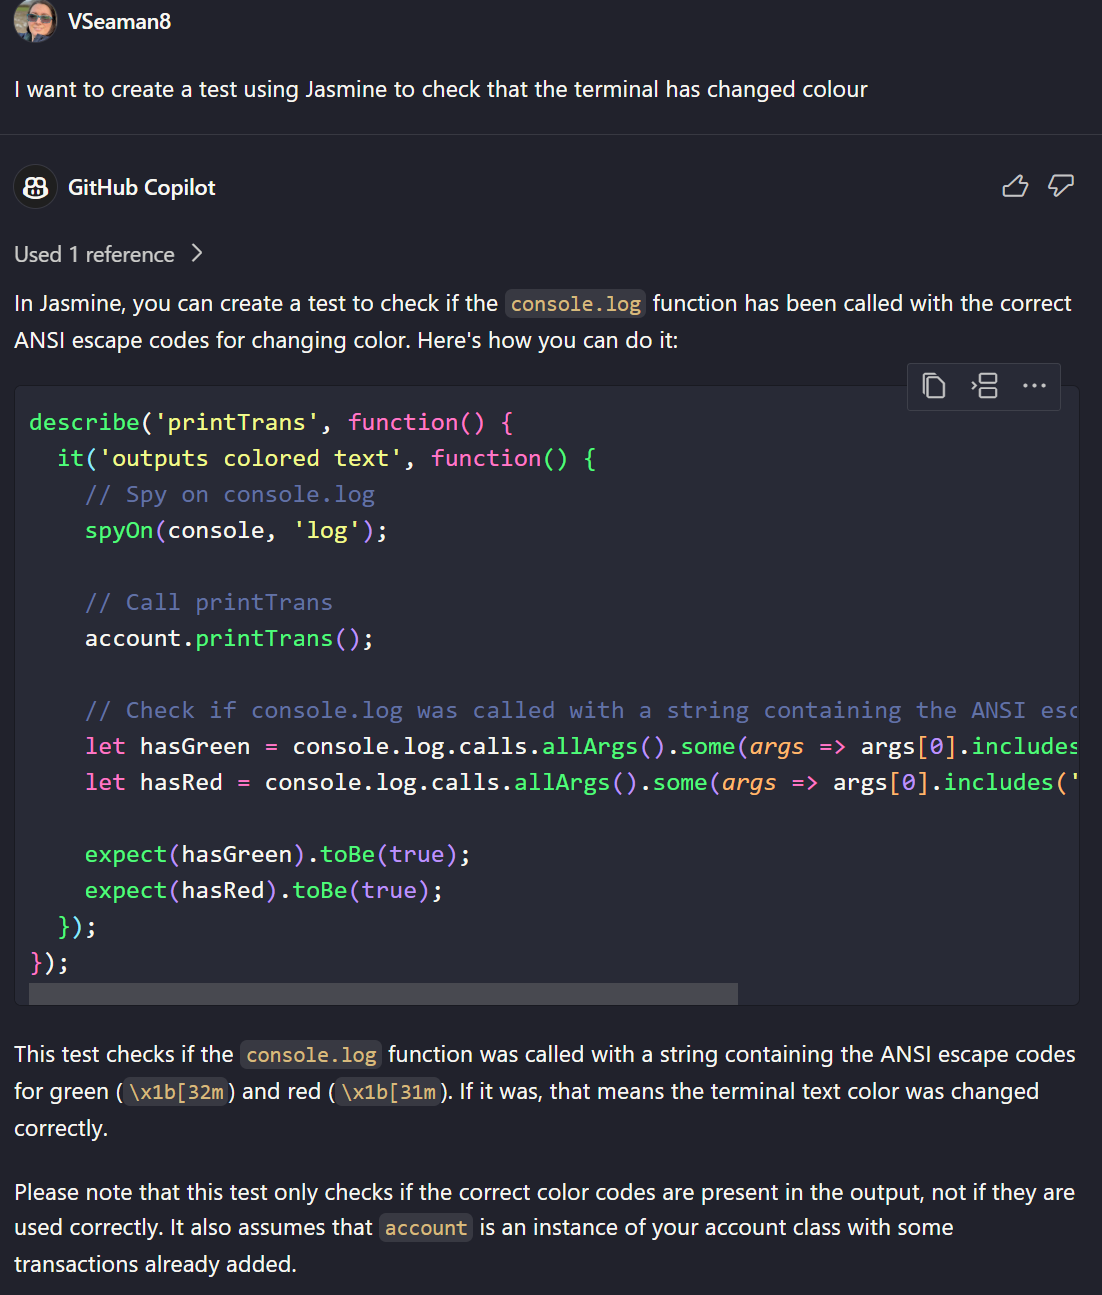 VSeaman8
I want to create a test using Jasmine to check that the terminal has changed colour
GitHub Copilot
Used 1 reference
In Jasmine, you can create a test to check if the console.log function has been called with the correct
ANSI escape codes for changing color. Here's how you can do it:
describe('printTrans', function() {
  it('outputs colored text', function() {
    // Spy on console.log
    spyOn(console, 'log');
    // Call printTrans
    account.printTrans();
    // Check if console.log was called with a string containing the ANSI esc
    let hasGreen = console.log.calls.allArgs().some(args => args[0].includes
    let hasRed = console.log.calls.allArgs().some(args => args[0].includes('
    expect(hasGreen).toBe(true);
    expect(hasRed).toBe(true);
  });
});
This test checks if the console.log function was called with a string containing the ANSI escape codes
for green (\x1b[32m) and red (\x1b[31m). If it was, that means the terminal text color was changed
correctly.
Please note that this test only checks if the correct color codes are present in the output, not if they are
used correctly. It also assumes that account is an instance of your account class with some
transactions already added.